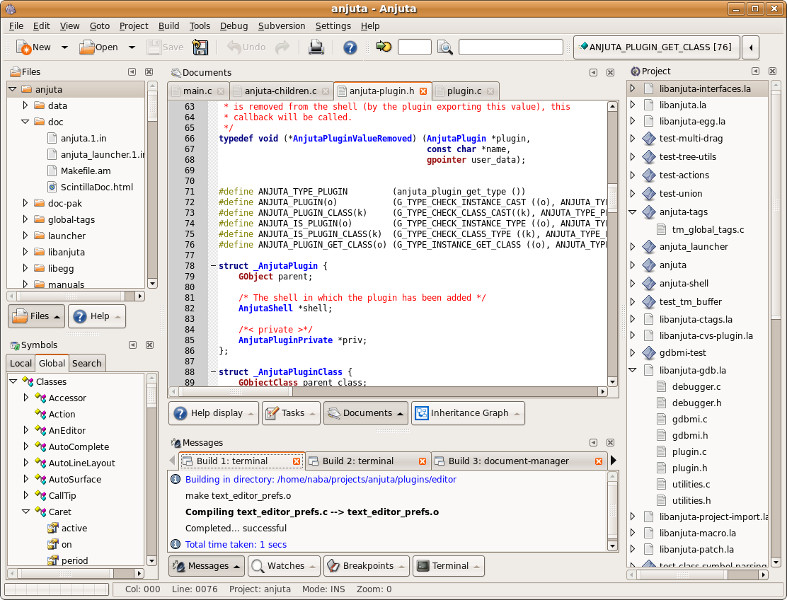 anjuta - Anjuta
File Edit View Goto Project Build Tools Debug Subversion Settings Help
New Open Save Undo ANJUTA_PLUGIN_GET_CLASS [76]
Files
anjuta
data
doc
anjuta.1.in
anjuta_launcher.1.in
Makefile.am
ScintillaDoc.html
doc-pak
global-tags
launcher
libanjuta
libegg
manuals
Files Help
Symbols
Local Global Search
Classes
Accessor
Action
AnEditor
AutoComplete
AutoLineLayout
AutoSurface
CallTip
Caret
active
on
period
Documents
main.c anjuta-children.c anjuta-plugin.h plugin.c
63 * is removed from the shell (by the plugin exporting this value), this
64 * callback will be called.
65 */
66 typedef void (*AnjutaPluginValueRemoved) (AnjutaPlugin *plugin,
67 const char *name,
68 gpointer user_data);
69
70
71 #define ANJUTA_TYPE_PLUGIN (anjuta_plugin_get_type ())
72 #define ANJUTA_PLUGIN(o) (G_TYPE_CHECK_INSTANCE_CAST ((o), ANJUTA_TY
73 #define ANJUTA_PLUGIN_CLASS(k) (G_TYPE_CHECK_CLASS_CAST((k), ANJUTA_TYPE_P
74 #define ANJUTA_IS_PLUGIN(o) (G_TYPE_CHECK_INSTANCE_TYPE ((o), ANJUTA_TY
75 #define ANJUTA_IS_PLUGIN_CLASS(k) (G_TYPE_CHECK_CLASS_TYPE ((k), ANJUTA_TYP
76 #define ANJUTA_PLUGIN_GET_CLASS(o) (G_TYPE_INSTANCE_GET_CLASS ((o), ANJUTA_TYP
77
78 struct _AnjutaPlugin {
79 GObject parent;
80
81 /* The shell in which the plugin has been added */
82 AnjutaShell *shell;
83
84 /*< private >*/
85 AnjutaPluginPrivate *priv;
86 };
87
88 struct _AnjutaPluginClass {
89 GObjectClass parent_class;
Help display Tasks Documents Inheritance Graph
Messages
Build 1: terminal Build 2: terminal Build 3: document-manager
Building in directory: /home/naba/projects/anjuta/plugins/editor
make text_editor_prefs.o
Compiling text_editor_prefs.c --> text_editor_prefs.o
Completed... successful
Total time taken: 1 secs
Messages Watches Breakpoints Terminal
Project
libanjuta-interfaces.la
libanjuta.la
libanjuta-egg.la
test-multi-drag
test-tree-utils
test-actions
test-union
anjuta-tags
tm_global_tags.c
anjuta_launcher
anjuta
anjuta-shell
test_tm_buffer
libanjuta-ctags.la
libanjuta-cvs-plugin.la
gdbmi-test
libanjuta-gdb.la
debugger.c
debugger.h
gdbmi.c
gdbmi.h
plugin.c
plugin.h
utilities.c
utilities.h
libanjuta-project-import.la
libanjuta-macro.la
libanjuta-patch.la
test-class-symbol-parsing
Col: 000 Line: 0076 Project: anjuta Mode: INS Zoom: 0